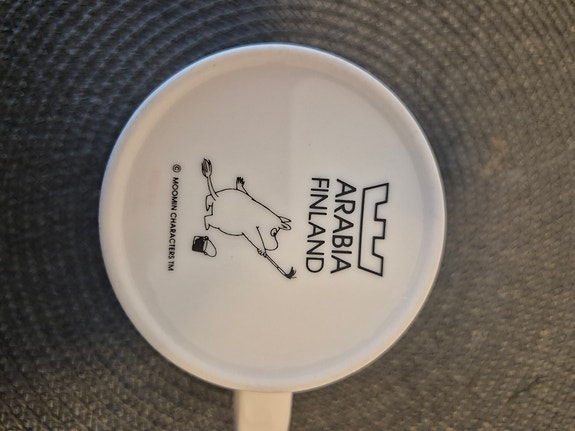 ARABIA
FINLAND
© MOOMIN CHARACTERS TM